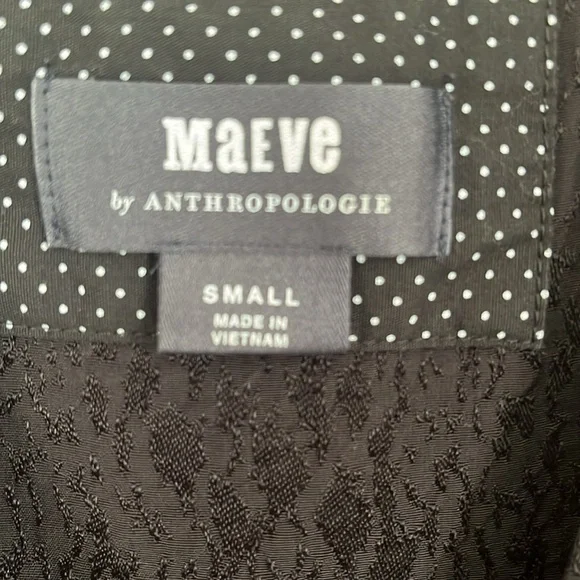 MaEVe
by ANTHROPOLOGIE
SMALL
MADE IN
VIETNAM